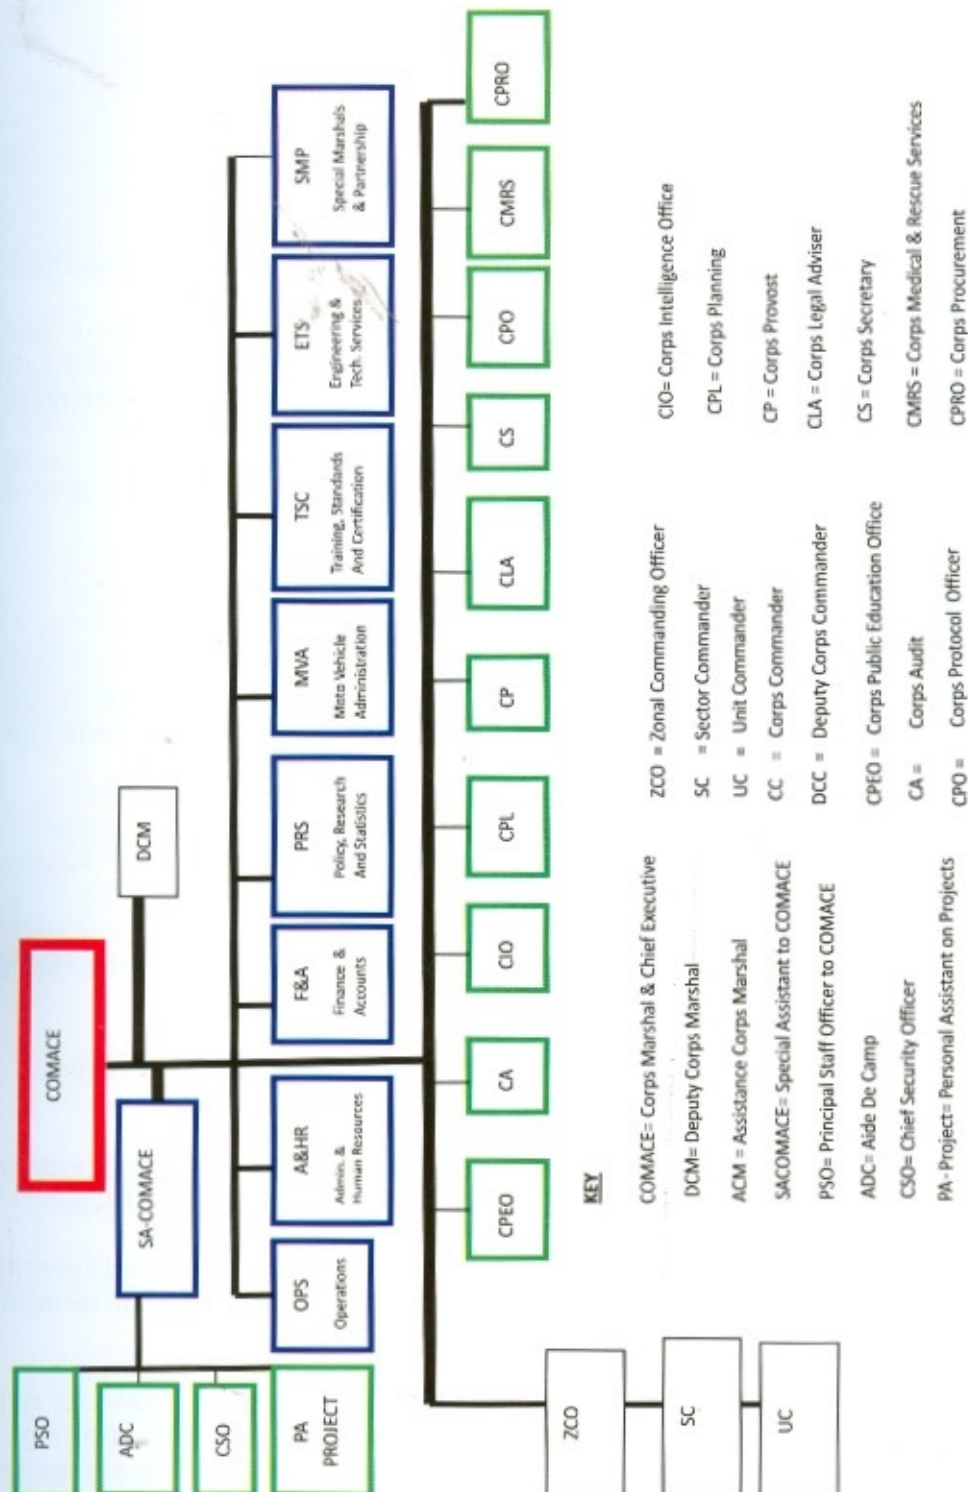 COMACE
SA-COMACE
DCM
PSO
ADC
CSO
PA
PROJECT
OPS
Operations
A&HR
Admin. &
Human Resources
F&A
Finance &
Accounts
PRS
Policy, Research
And Statistics
MVA
Moto Vehicle
Administration
TSC
Training, Standards
And Certification
ETS
Engineering &
Tech. Services
SMP
Special Marshals
& Partnership
CPEO
CA
CIO
CPL
CP
CLA
CS
CPO
CMRS
CPRO
ZCO
SC
UC
KEY
COMACE= Corps Marshal & Chief Executive
DCM= Deputy Corps Marshal
ACM = Assistance Corps Marshal
SACOMACE= Special Assistant to COMACE
PSO= Principal Staff Officer to COMACE
ADC= Aide De Camp
CSO= Chief Security Officer
PA- Project= Personal Assistant on Projects
ZCO = Zonal Commanding Officer
SC = Sector Commander
UC = Unit Commander
CC = Corps Commander
DCC = Deputy Corps Commander
CPEO = Corps Public Education Office
CA = Corps Audit
CPO = Corps Protocol Officer
CIO= Corps Intelligence Office
CPL = Corps Planning
CP = Corps Provost
CLA = Corps Legal Adviser
CS = Corps Secretary
CMRS = Corps Medical & Rescue Services
CPRO = Corps Procurement